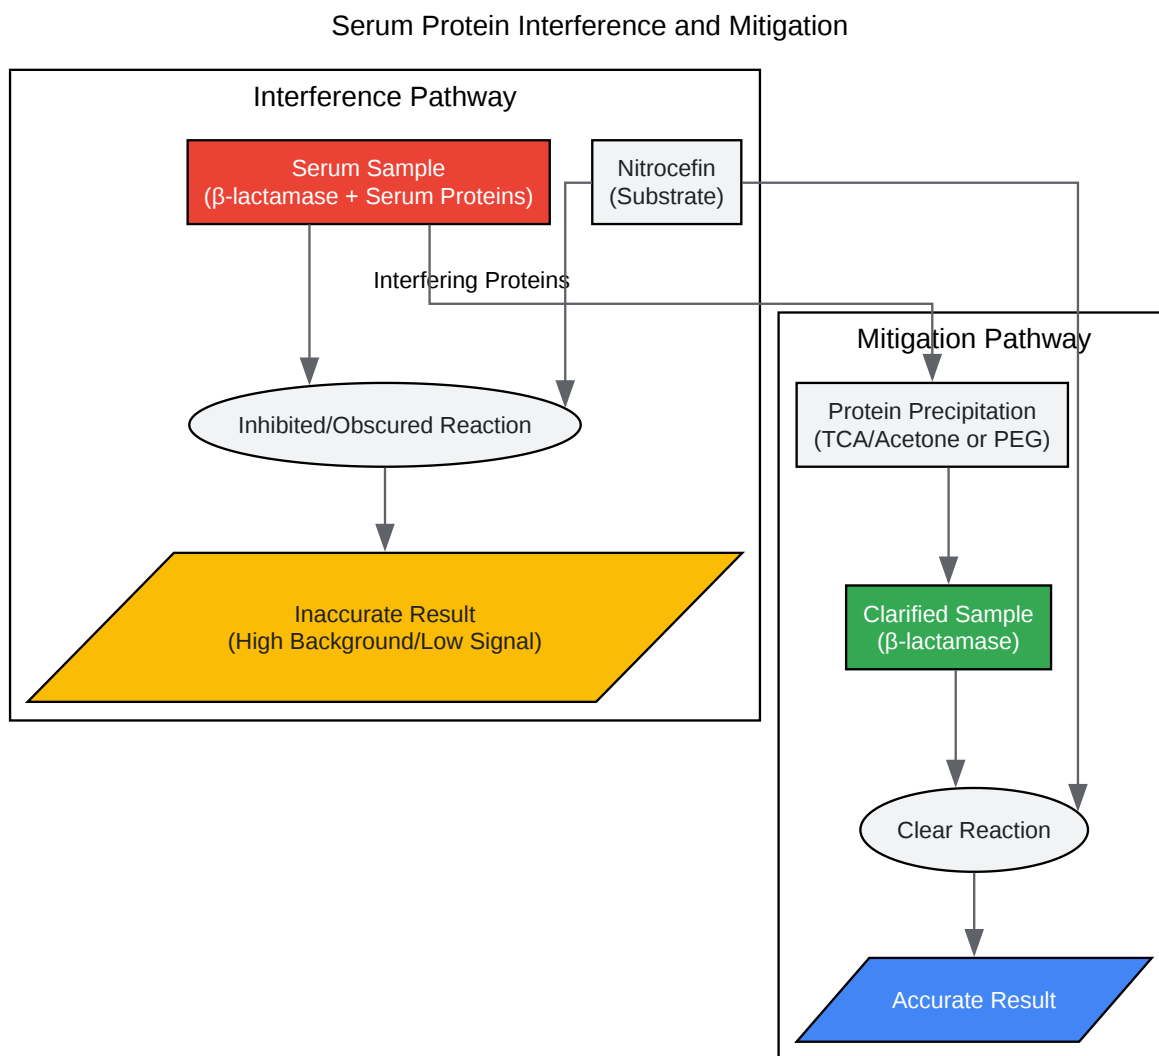 Serum Protein Interference and Mitigation
Interference Pathway
Serum Sample
(β-lactamase + Serum Proteins)
Nitrocefin
(Substrate)
Interfering Proteins
Inhibited/Obscured Reaction
Inaccurate Result
(High Background/Low Signal)
Mitigation Pathway
Protein Precipitation
(TCA/Acetone or PEG)
Clarified Sample
(β-lactamase)
Clear Reaction
Accurate Result